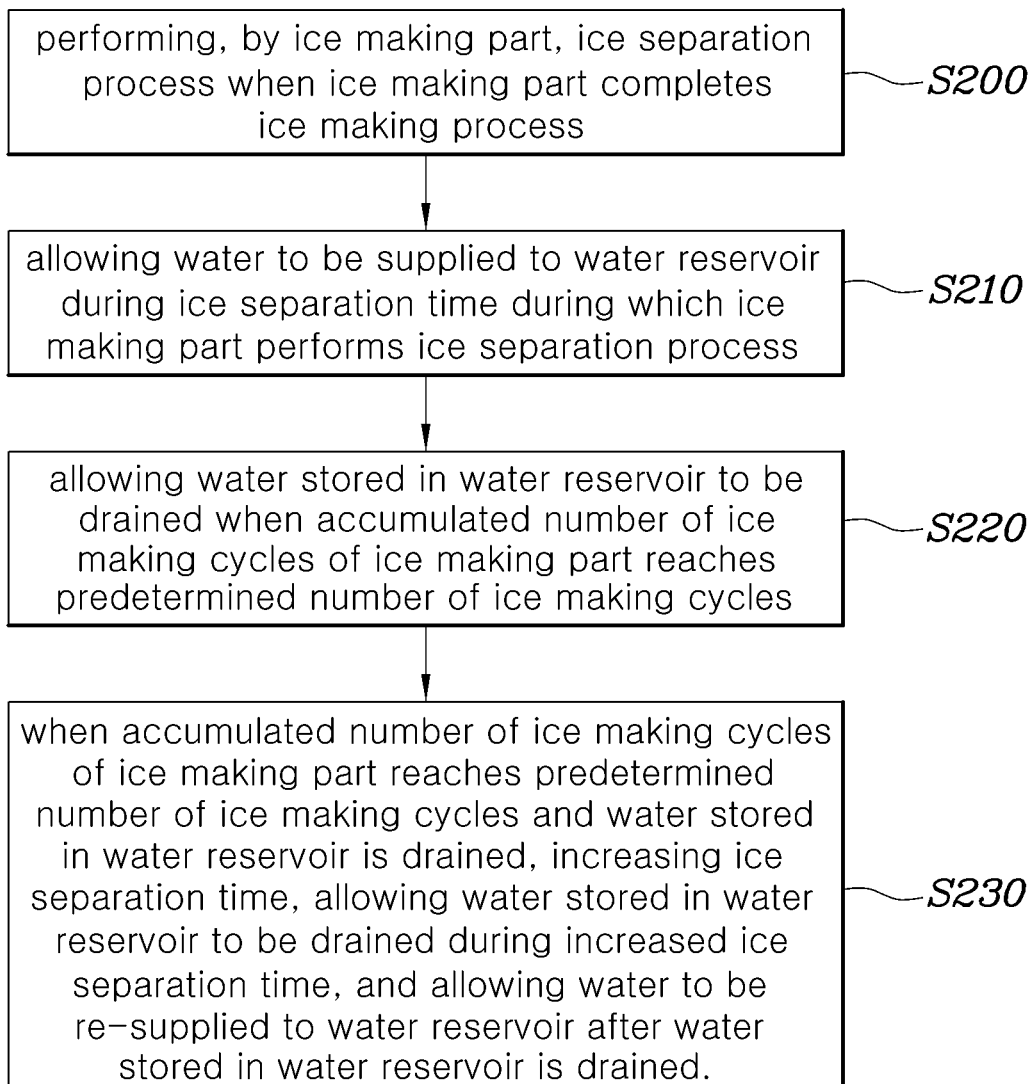 performing, by ice making part, ice separation
process when ice making part completes
ice making process
S200
allowing water to be supplied to water reservoir
during ice separation time during which ice
making part performs ice separation process
S210
allowing water stored in water reservoir to be
drained when accumulated number of ice
making cycles of ice making part reaches
predetermined number of ice making cycles
S220
when accumulated number of ice making cycles
of ice making part reaches predetermined
number of ice making cycles and water stored
in water reservoir is drained, increasing ice
separation time, allowing water stored in water
reservoir to be drained during increased ice
separation time, and allowing water to be
re-supplied to water reservoir after water
stored in water reservoir is drained.
S230